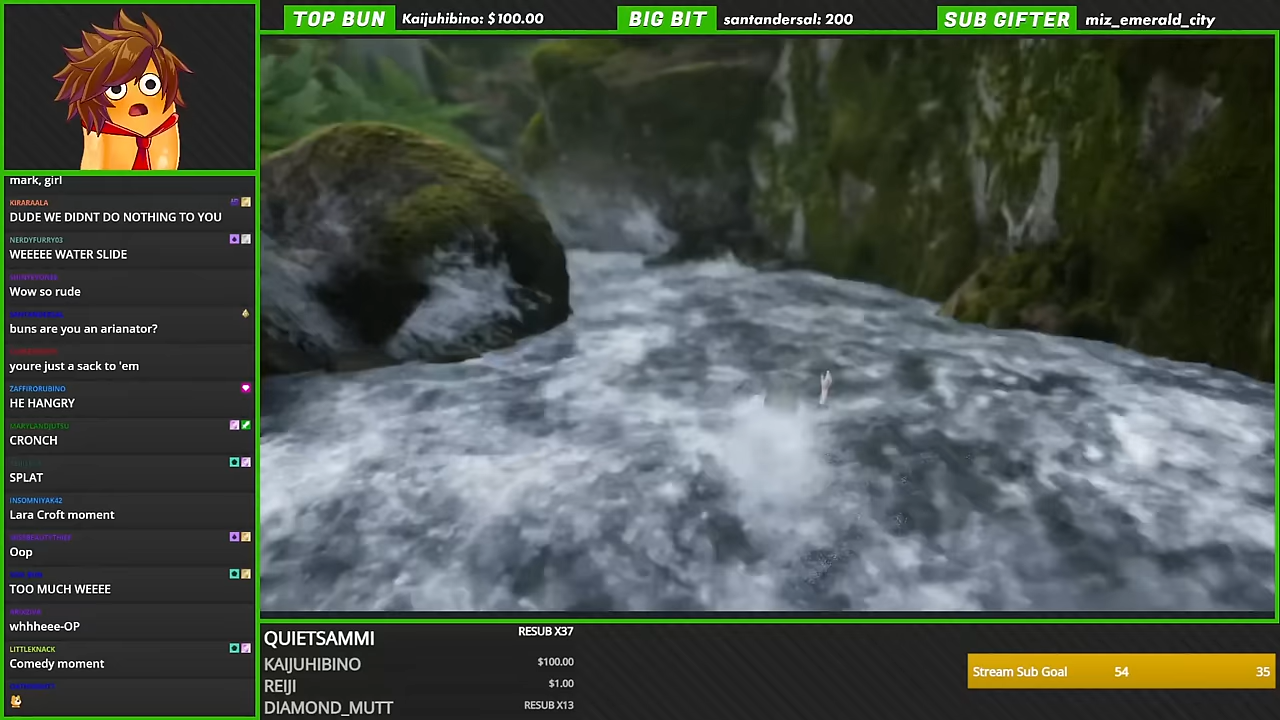 TOP BUN Kaijuhibino: $100.00 BIG BIT santandersal: 200 SUB GIFTER miz_emerald_city
mark, girl
KIRARAALA
DUDE WE DIDNT DO NOTHING TO YOU
NERDYFURRY03
WEEEEE WATER SLIDE
Wow so rude
buns are you an arianator?
youre just a sack to 'em
ZAFFIRORUBINO
HE HANGRY
MARYLANDJUTSU
CRONCH
SPLAT
INSOMNIYAK42
Lara Croft moment
Oop
TOO MUCH WEEEE
whhheee-OP
LITTLEKNACK
Comedy moment
QUIETSAMMI RESUB X37
KAIJUHIBINO $100.00
REIJI $1.00
DIAMOND_MUTT RESUB X13
Stream Sub Goal 54 35